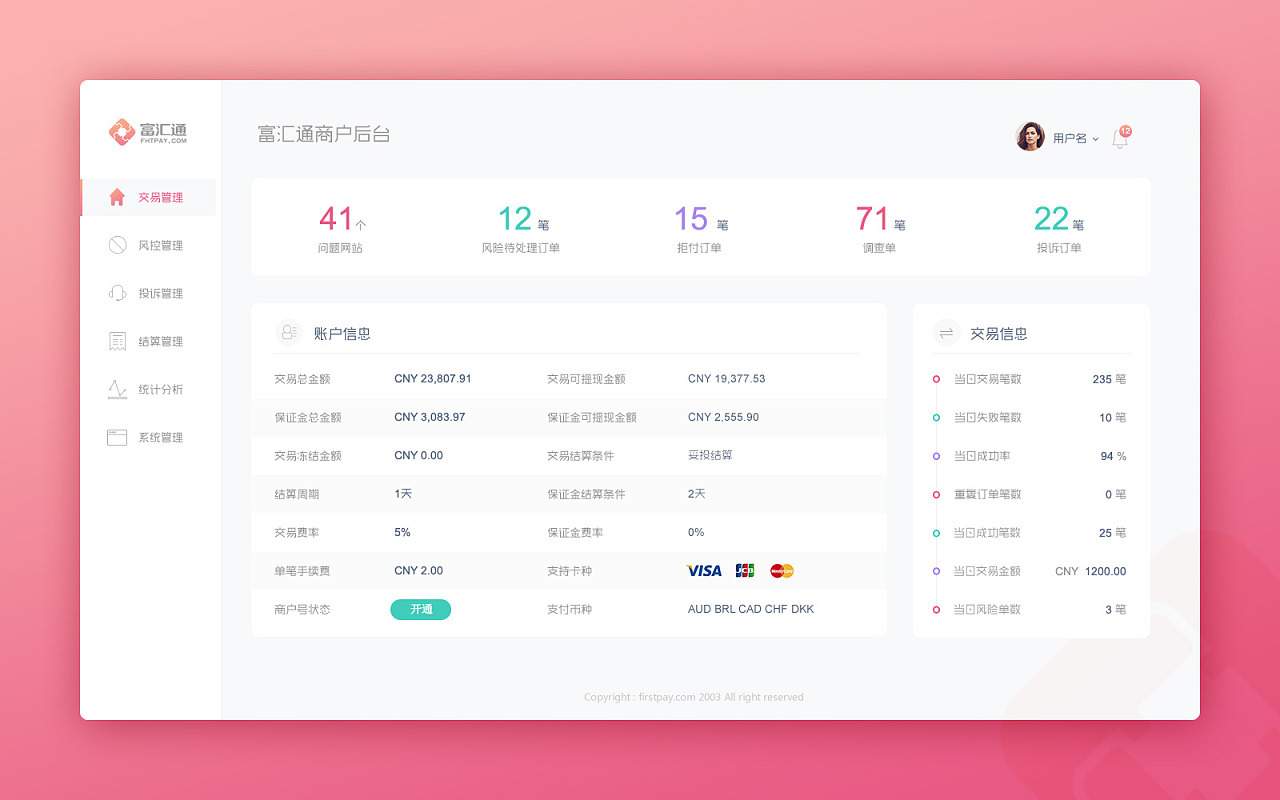 富汇通
FHTPAY.COM
富汇通商户后台
用户名
12
交易管理
风控管理
投诉管理
结算管理
统计分析
系统管理
41个
问题网站
12 笔
风险待处理订单
15 笔
拒付订单
71 笔
调查单
22 笔
投诉订单
账户信息
交易总金额 CNY 23,807.91 交易可提现金额 CNY 19,377.53
保证金总金额 CNY 3,083.97 保证金可提现金额 CNY 2,555.90
交易冻结金额 CNY 0.00 交易结算条件 妥投结算
结算周期 1天 保证金结算条件 2天
交易费率 5% 保证金费率 0%
单笔手续费 CNY 2.00 支持卡种 VISA JCB MasterCard
商户号状态 开通 支付币种 AUD BRL CAD CHF DKK
交易信息
当日交易笔数 235 笔
当日失败笔数 10 笔
当日成功率 94 %
重复订单笔数 0 笔
当日成功笔数 25 笔
当日交易金额 CNY 1200.00
当日风险单数 3 笔
Copyright : firstpay.com 2003 All right reserved